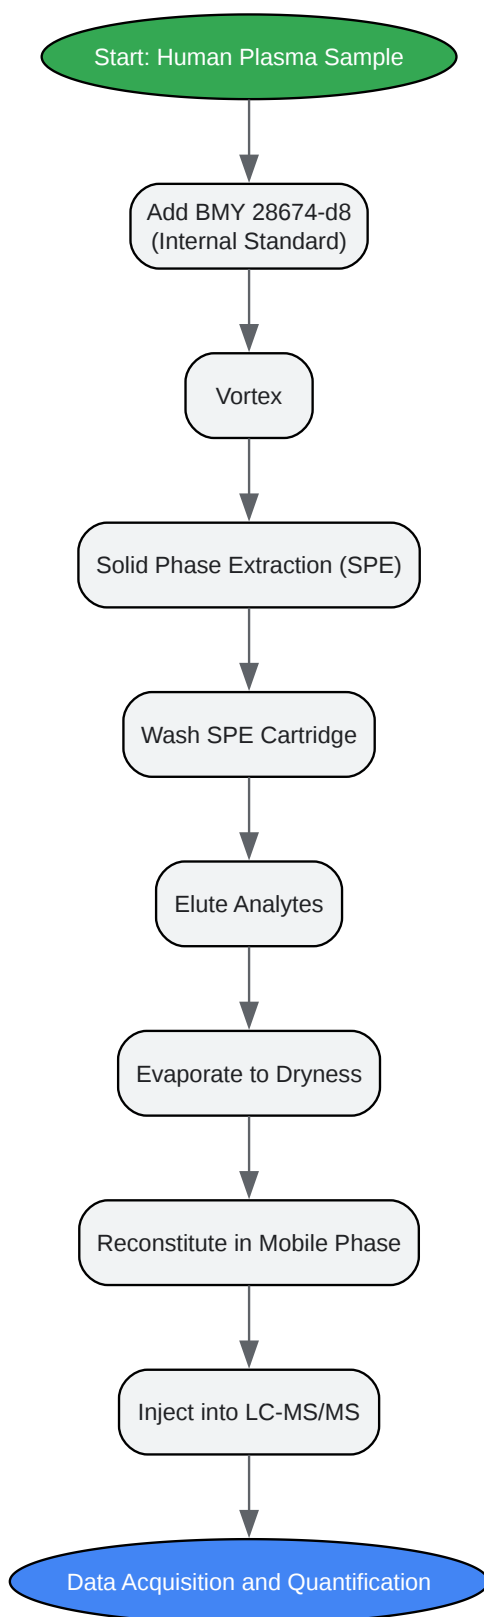 Start: Human Plasma Sample
Add BMY 28674-d8
(Internal Standard)
Vortex
Solid Phase Extraction (SPE)
Wash SPE Cartridge
Elute Analytes
Evaporate to Dryness
Reconstitute in Mobile Phase
Inject into LC-MS/MS
Data Acquisition and Quantification